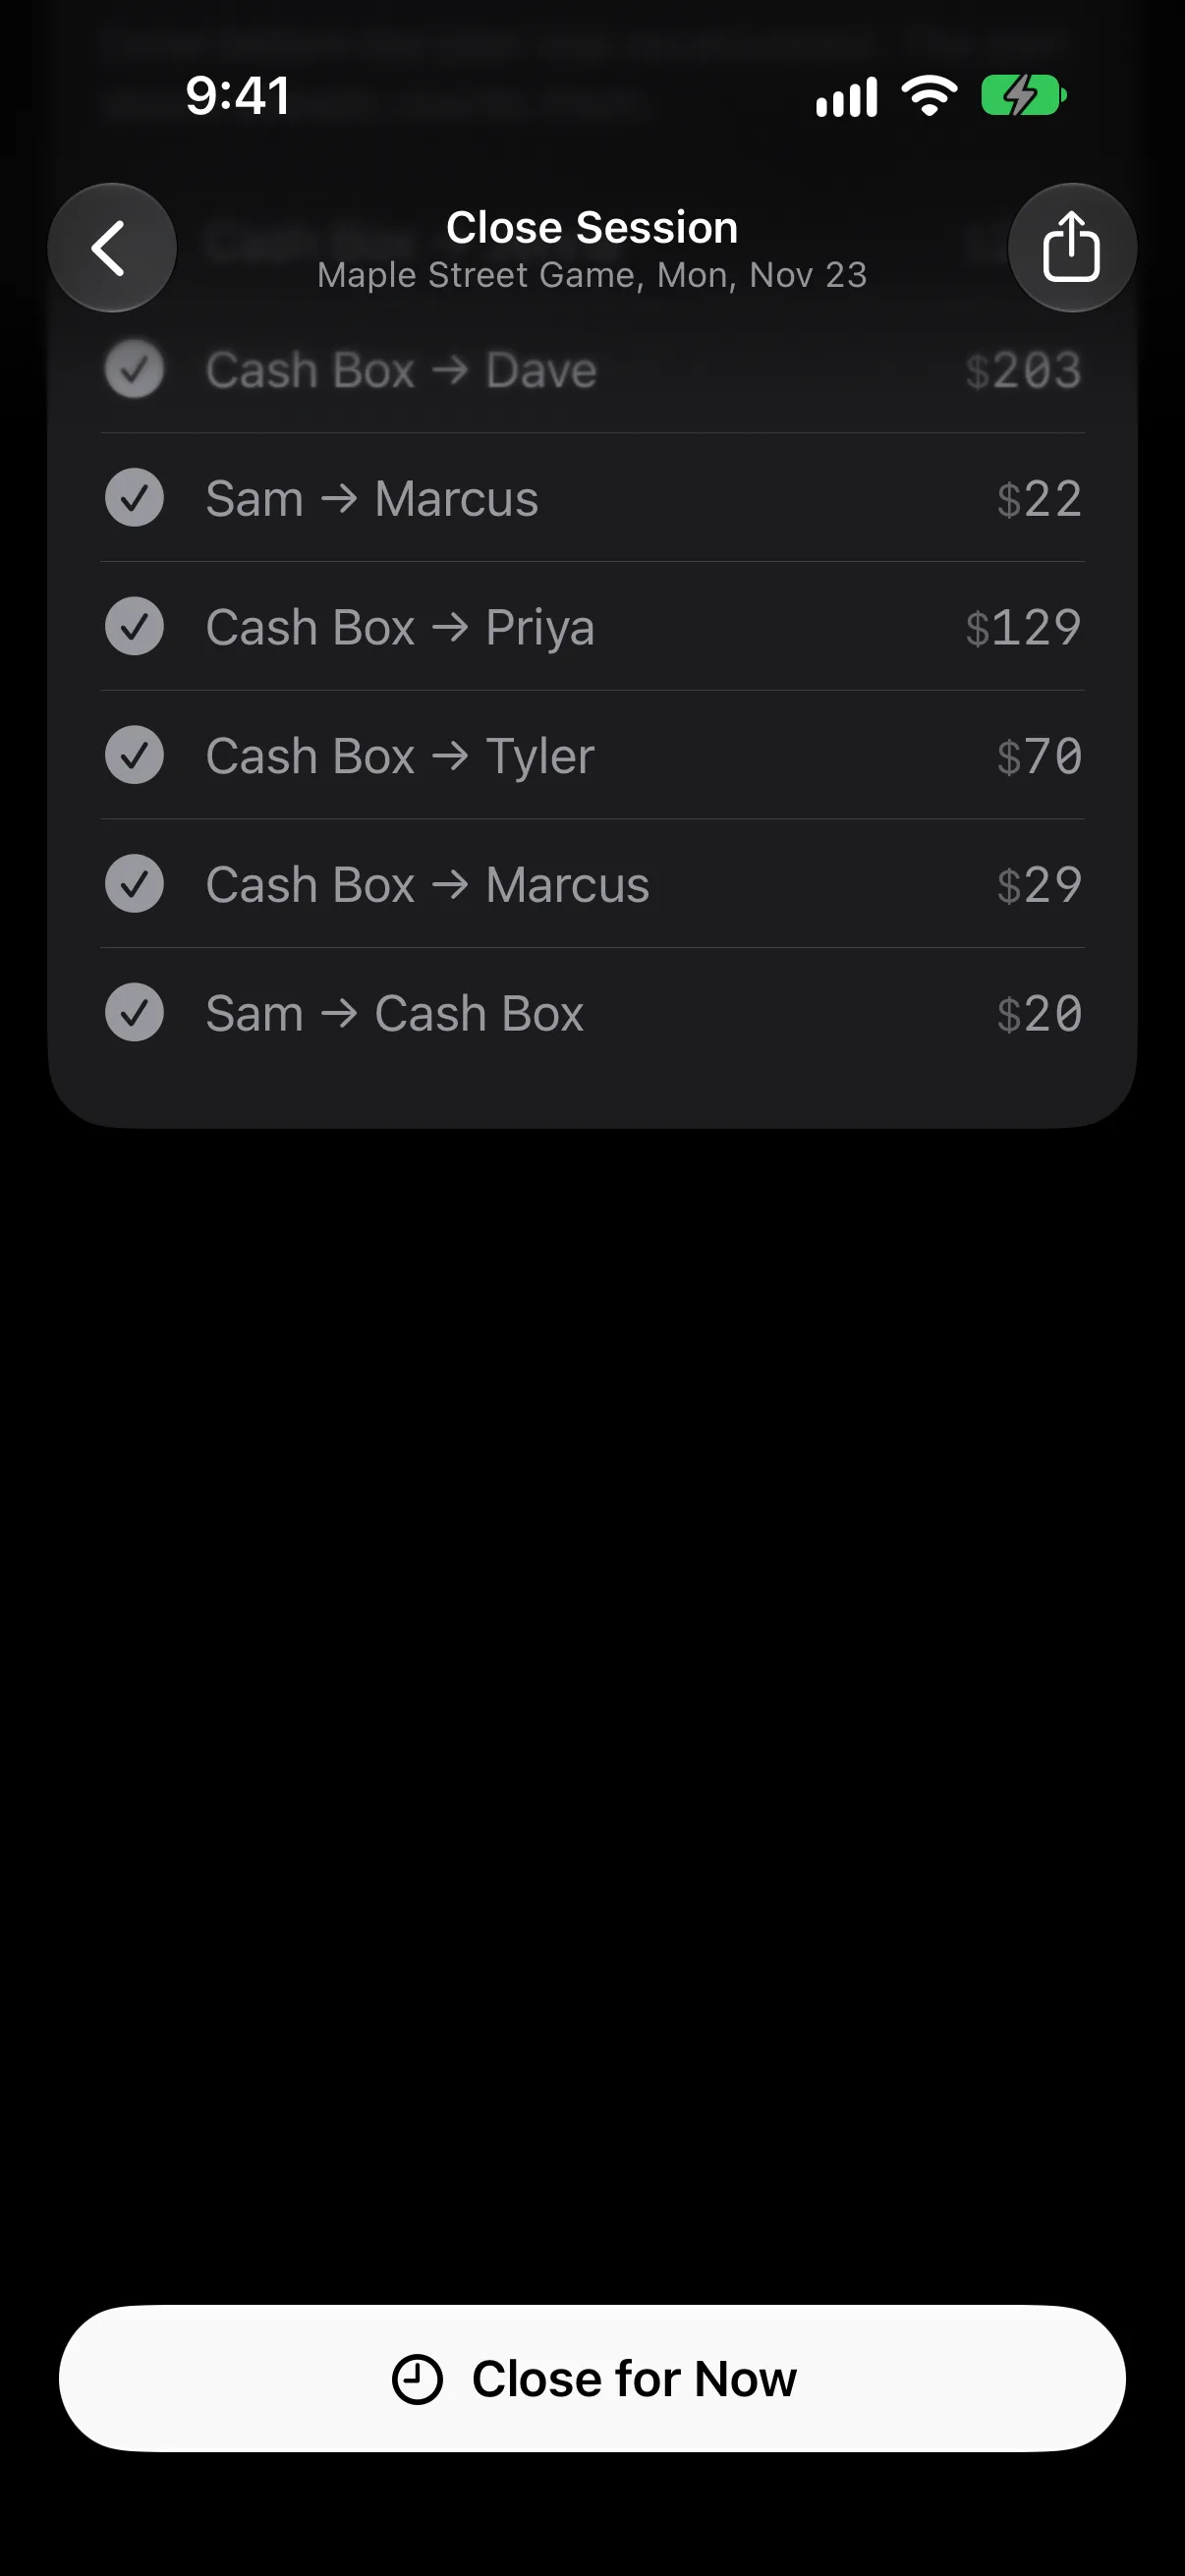 9:41
Close Session
Maple Street Game, Mon, Nov 23
Cash Box → Dave $203
Sam → Marcus $22
Cash Box → Priya $129
Cash Box → Tyler $70
Cash Box → Marcus $29
Sam → Cash Box $20
Close for Now